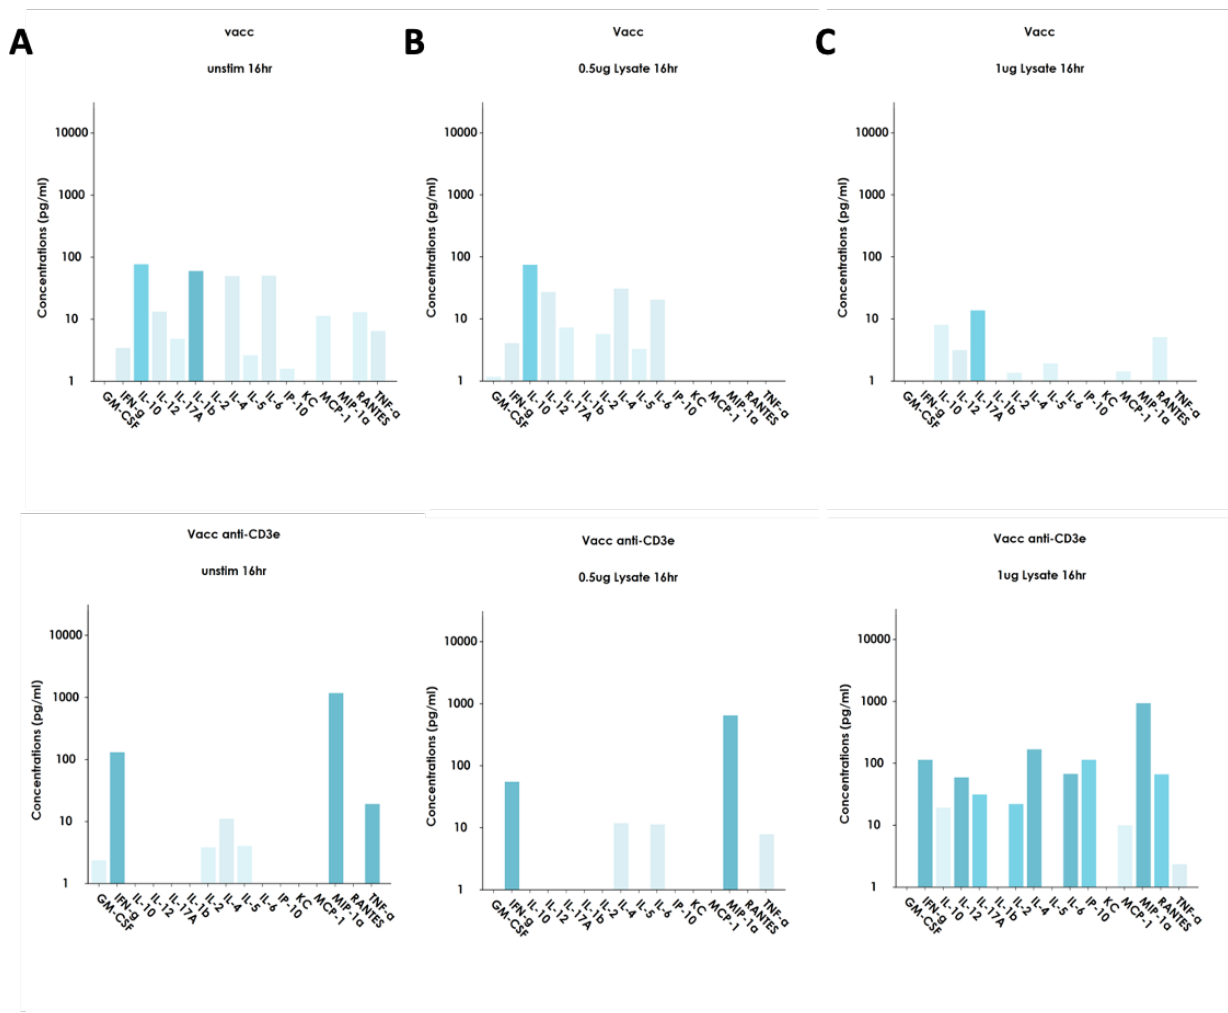 A
vacc
unstim 16hr
Concentrations (pg/ml)
10000
1000
100
10
1
GM-CSF
IFN-g
IL-10
IL-12
IL-17A
IL-1b
IL-2
IL-4
IL-5
IL-6
IP-10
KC
MCP-1
MIP-1α
RANTES
TNF-α
B
Vacc
0.5ug Lysate 16hr
Concentrations (pg/ml)
10000
1000
100
10
1
GM-CSF
IFN-g
IL-10
IL-12
IL-17A
IL-1b
IL-2
IL-4
IL-5
IL-6
IP-10
KC
MCP-1
MIP-1α
RANTES
TNF-α
C
Vacc
1ug Lysate 16hr
Concentrations (pg/ml)
10000
1000
100
10
1
GM-CSF
IFN-g
IL-10
IL-12
IL-17A
IL-1b
IL-2
IL-4
IL-5
IL-6
IP-10
KC
MCP-1
MIP-1α
RANTES
TNF-α
Vacc anti-CD3e
unstim 16hr
Concentrations (pg/ml)
10000
1000
100
10
1
GM-CSF
IFN-g
IL-10
IL-12
IL-17A
IL-1b
IL-2
IL-4
IL-5
IL-6
IP-10
KC
MCP-1
MIP-1α
RANTES
TNF-α
Vacc anti-CD3e
0.5ug Lysate 16hr
Concentrations (pg/ml)
10000
1000
100
10
1
GM-CSF
IFN-g
IL-10
IL-12
IL-17A
IL-1b
IL-2
IL-4
IL-5
IL-6
IP-10
KC
MCP-1
MIP-1α
RANTES
TNF-α
Vacc anti-CD3e
1ug Lysate 16hr
Concentrations (pg/ml)
10000
1000
100
10
1
GM-CSF
IFN-g
IL-10
IL-12
IL-17A
IL-1b
IL-2
IL-4
IL-5
IL-6
IP-10
KC
MCP-1
MIP-1α
RANTES
TNF-α